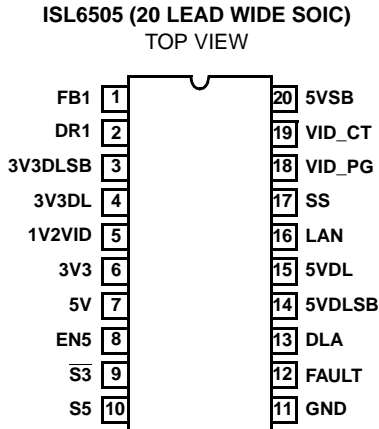 ISL6505 (20 LEAD WIDE SOIC)
TOP VIEW
FB1 1 20 5VSB
DR1 2 19 VID_CT
3V3DLSB 3 18 VID_PG
3V3DL 4 17 SS
1V2VID 5 16 LAN
3V3 6 15 5VDL
5V 7 14 5VDLSB
EN5 8 13 DLA
S3 9 12 FAULT
S5 10 11 GND